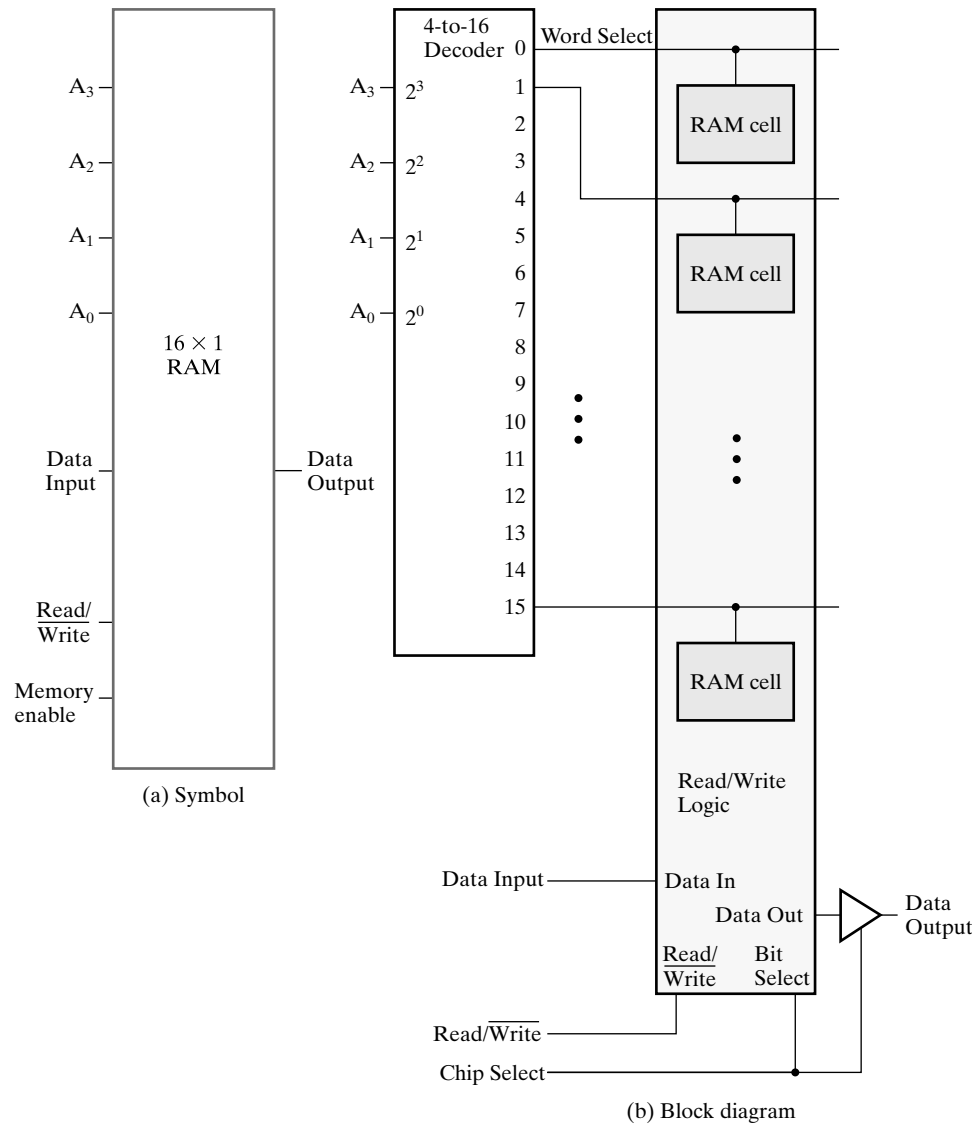 A₃
A₂
A₁
A₀
16 × 1
RAM
Data
Input
Data
Output
Read/
W̅r̅i̅t̅e̅
Memory
enable
(a) Symbol
4-to-16
Decoder
A₃
2³
A₂
2²
A₁
2¹
A₀
2⁰
0
1
2
3
4
5
6
7
8
9
10
11
12
13
14
15
Word Select
RAM cell
RAM cell
RAM cell
Read/Write
Logic
Data Input
Data In
Data Out
Data
Output
Read/
W̅r̅i̅t̅e̅
Bit
Select
Read/W̅r̅i̅t̅e̅
Chip Select
(b) Block diagram